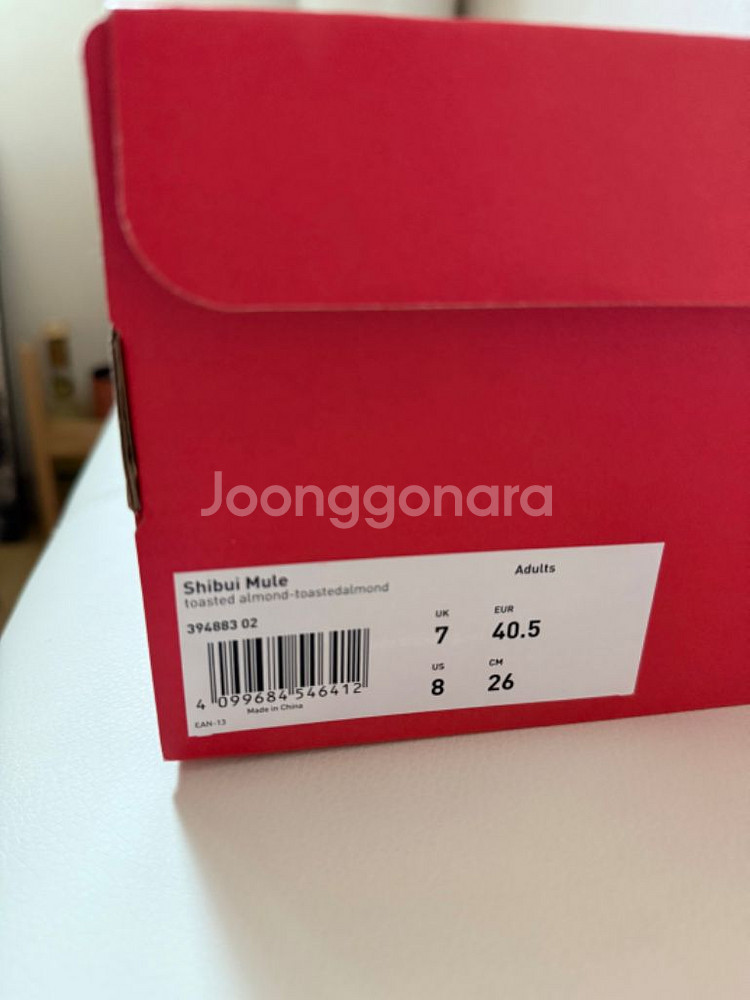 Joonggonara
Shibui Mule
toasted almond-toastedalmond
394883 02
4 099684 546412
EAN-13
Made in China
Adults
UK
7
EUR
40.5
US
8
CM
26